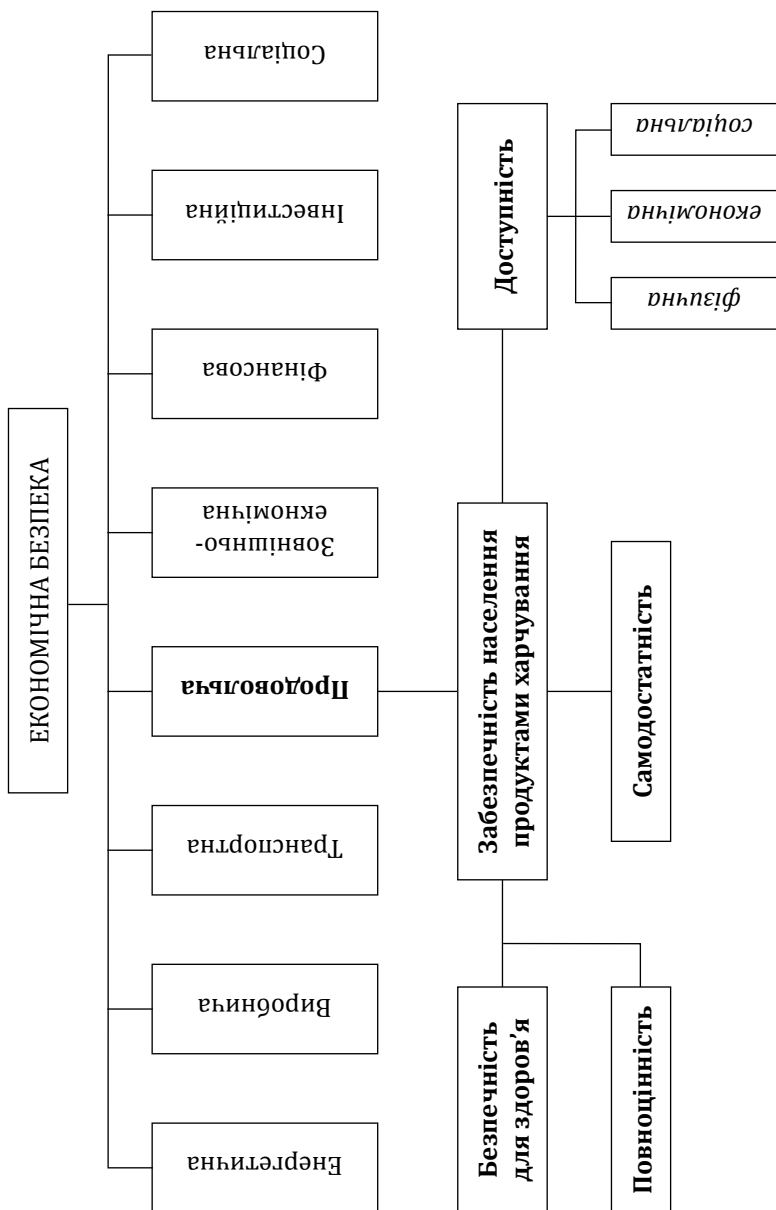 ЕКОНОМІЧНА БЕЗПЕКА
Енергетична
Виробнича
Транспортна
Продовольча
Зовнішньо-
екномічна
Фінансова
Інвестиційна
Соціальна
Безпечність
для здоров'я
Забезпечність населення
продуктами харчування
Доступність
Повноцінність
Самодостатність
фізична
економічна
соціальна